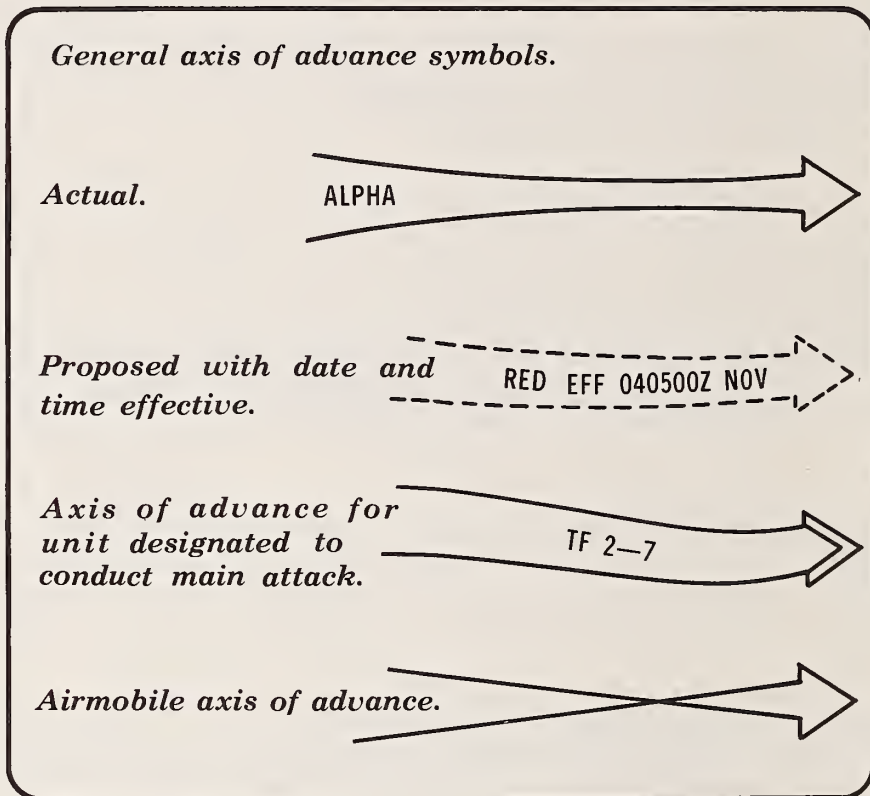 General axis of advance symbols.
Actual.
ALPHA
Proposed with date and
time effective.
RED EFF 040500Z NOV
Axis of advance for
unit designated to
conduct main attack.
TF 2—7
Airmobile axis of advance.